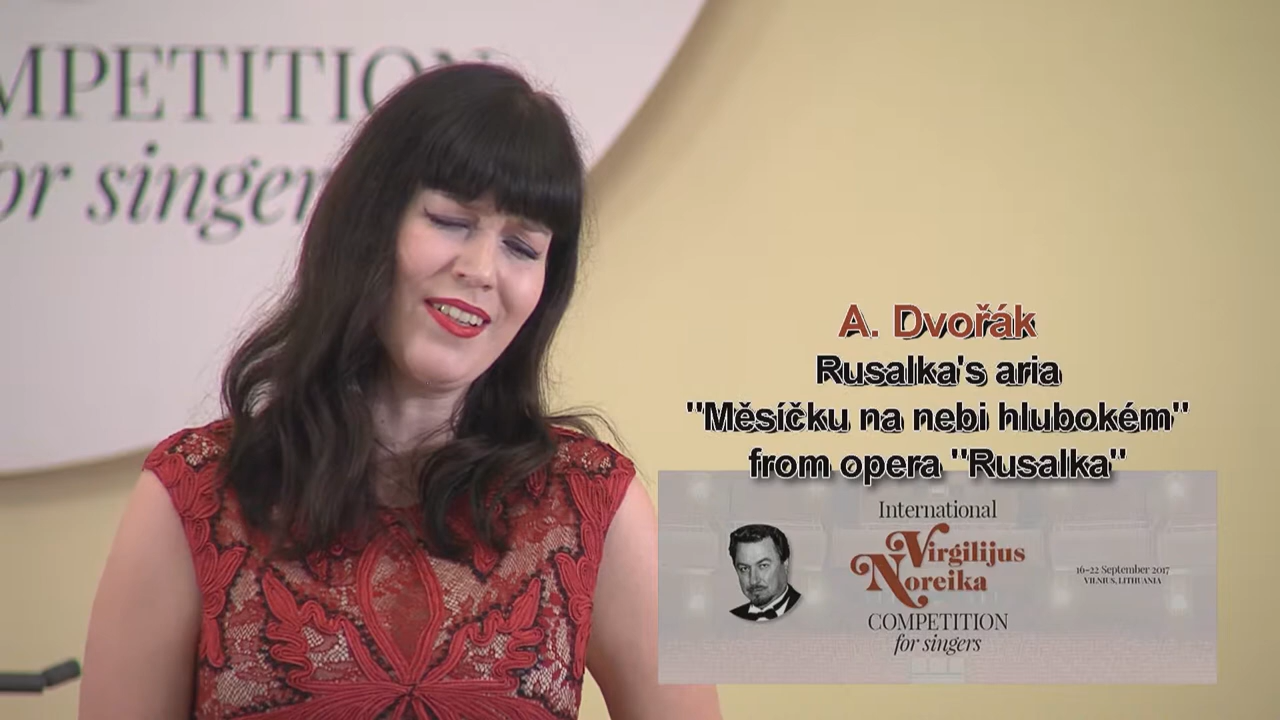 MPETITION
for singers
A. Dvořák
Rusalka's aria
"Měsíčku na nebi hlubokém"
from opera "Rusalka"
International
Virgilijus
Noreika
COMPETITION
for singers
16–22 September 2017
VILNIUS, LITHUANIA